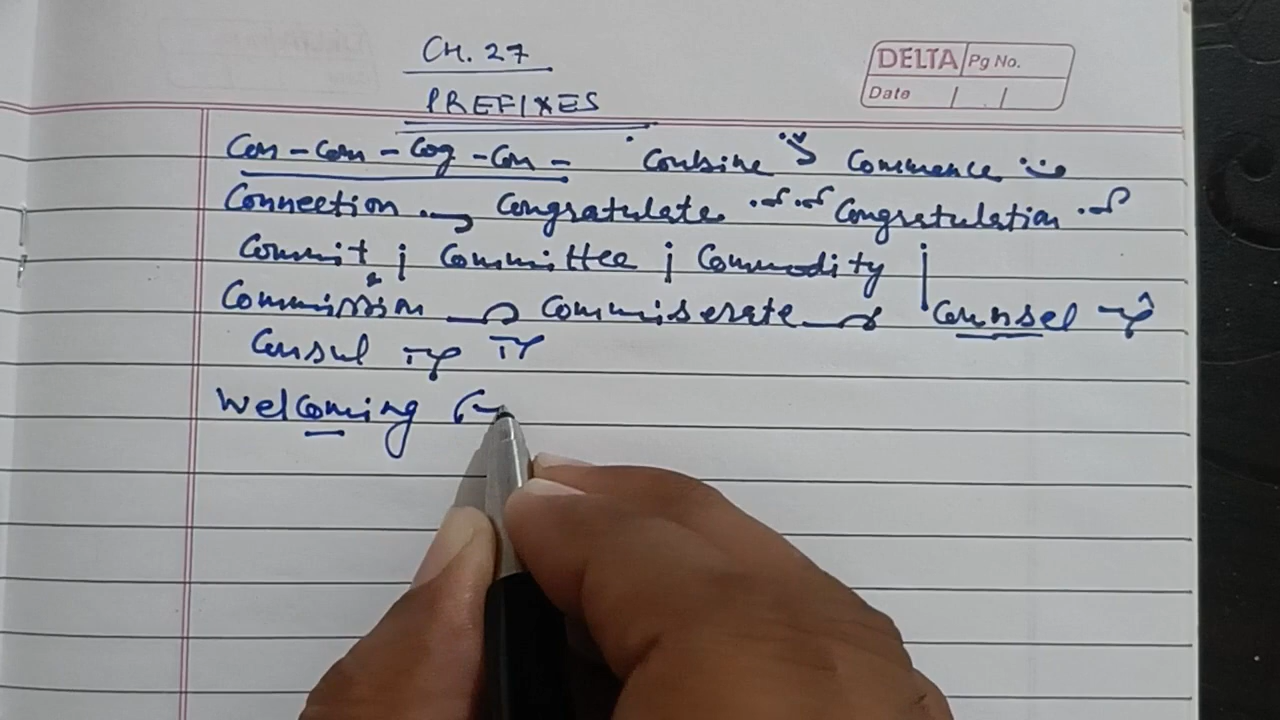 CH. 27
DELTA Pg No.
Date / /
PREFIXES
Con - Com - Cog - Con - Combine Commence
Connection Congratulate Congratulation
Commit ; Committee ; Commodity
Commission Commiserate Counsel
Consul
Welcoming